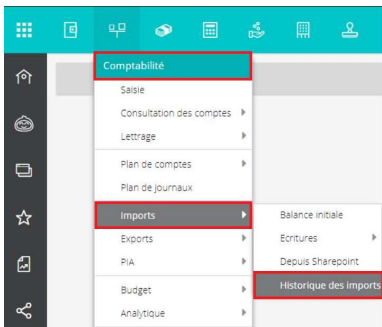 Comptabilité
Saisie
Consultation des comptes
Lettrage
Plan de comptes
Plan de journaux
Imports
Exports
PIA
Budget
Analytique
Balance initiale
Ecritures
Depuis Sharepoint
Historique des imports